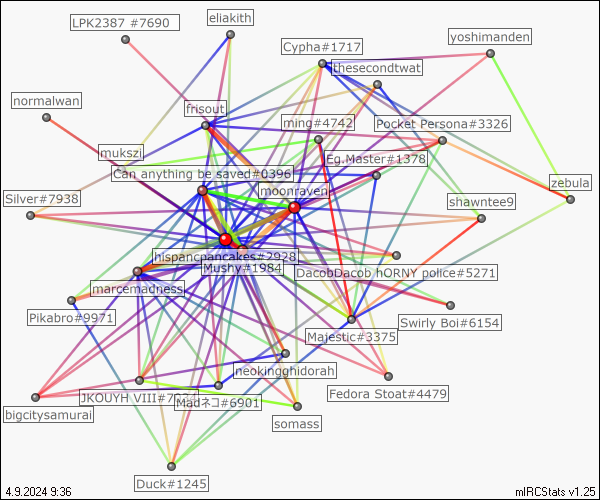 LPK2387 #7690
eliakith
Cypha#1717
yoshimanden
thesecondtwat
normalwan
frisout
ming#4742
Pocket Persona#3326
mukszi
Eg.Master#1378
Can anything be saved#0396
zebula
moonraven
Silver#7938
shawntee9
hispancpancakes#2928
Mushy#1984
DacobDacob hORNY police#5271
marcemadness
Pikabro#9971
Swirly Boi#6154
Majestic#3375
neokingghidorah
Fedora Stoat#4479
JKOUYH VIII#7
Madネコ#6901
bigcitysamurai
somass
Duck#1245
4.9.2024 9:36
mIRCStats v1.25